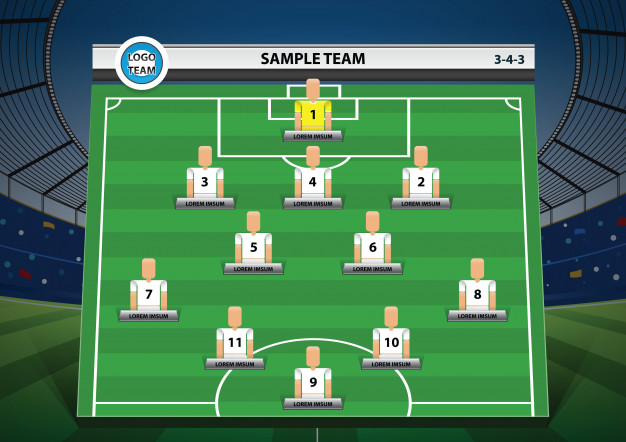 LOGO
TEAM
SAMPLE TEAM
3-4-3
1
LOREM IMSUM
3
LOREM IMSUM
4
LOREM IMSUM
2
LOREM IMSUM
5
LOREM IMSUM
6
LOREM IMSUM
7
LOREM IMSUM
8
LOREM IMSUM
11
LOREM IMSUM
10
LOREM IMSUM
9
LOREM IMSUM